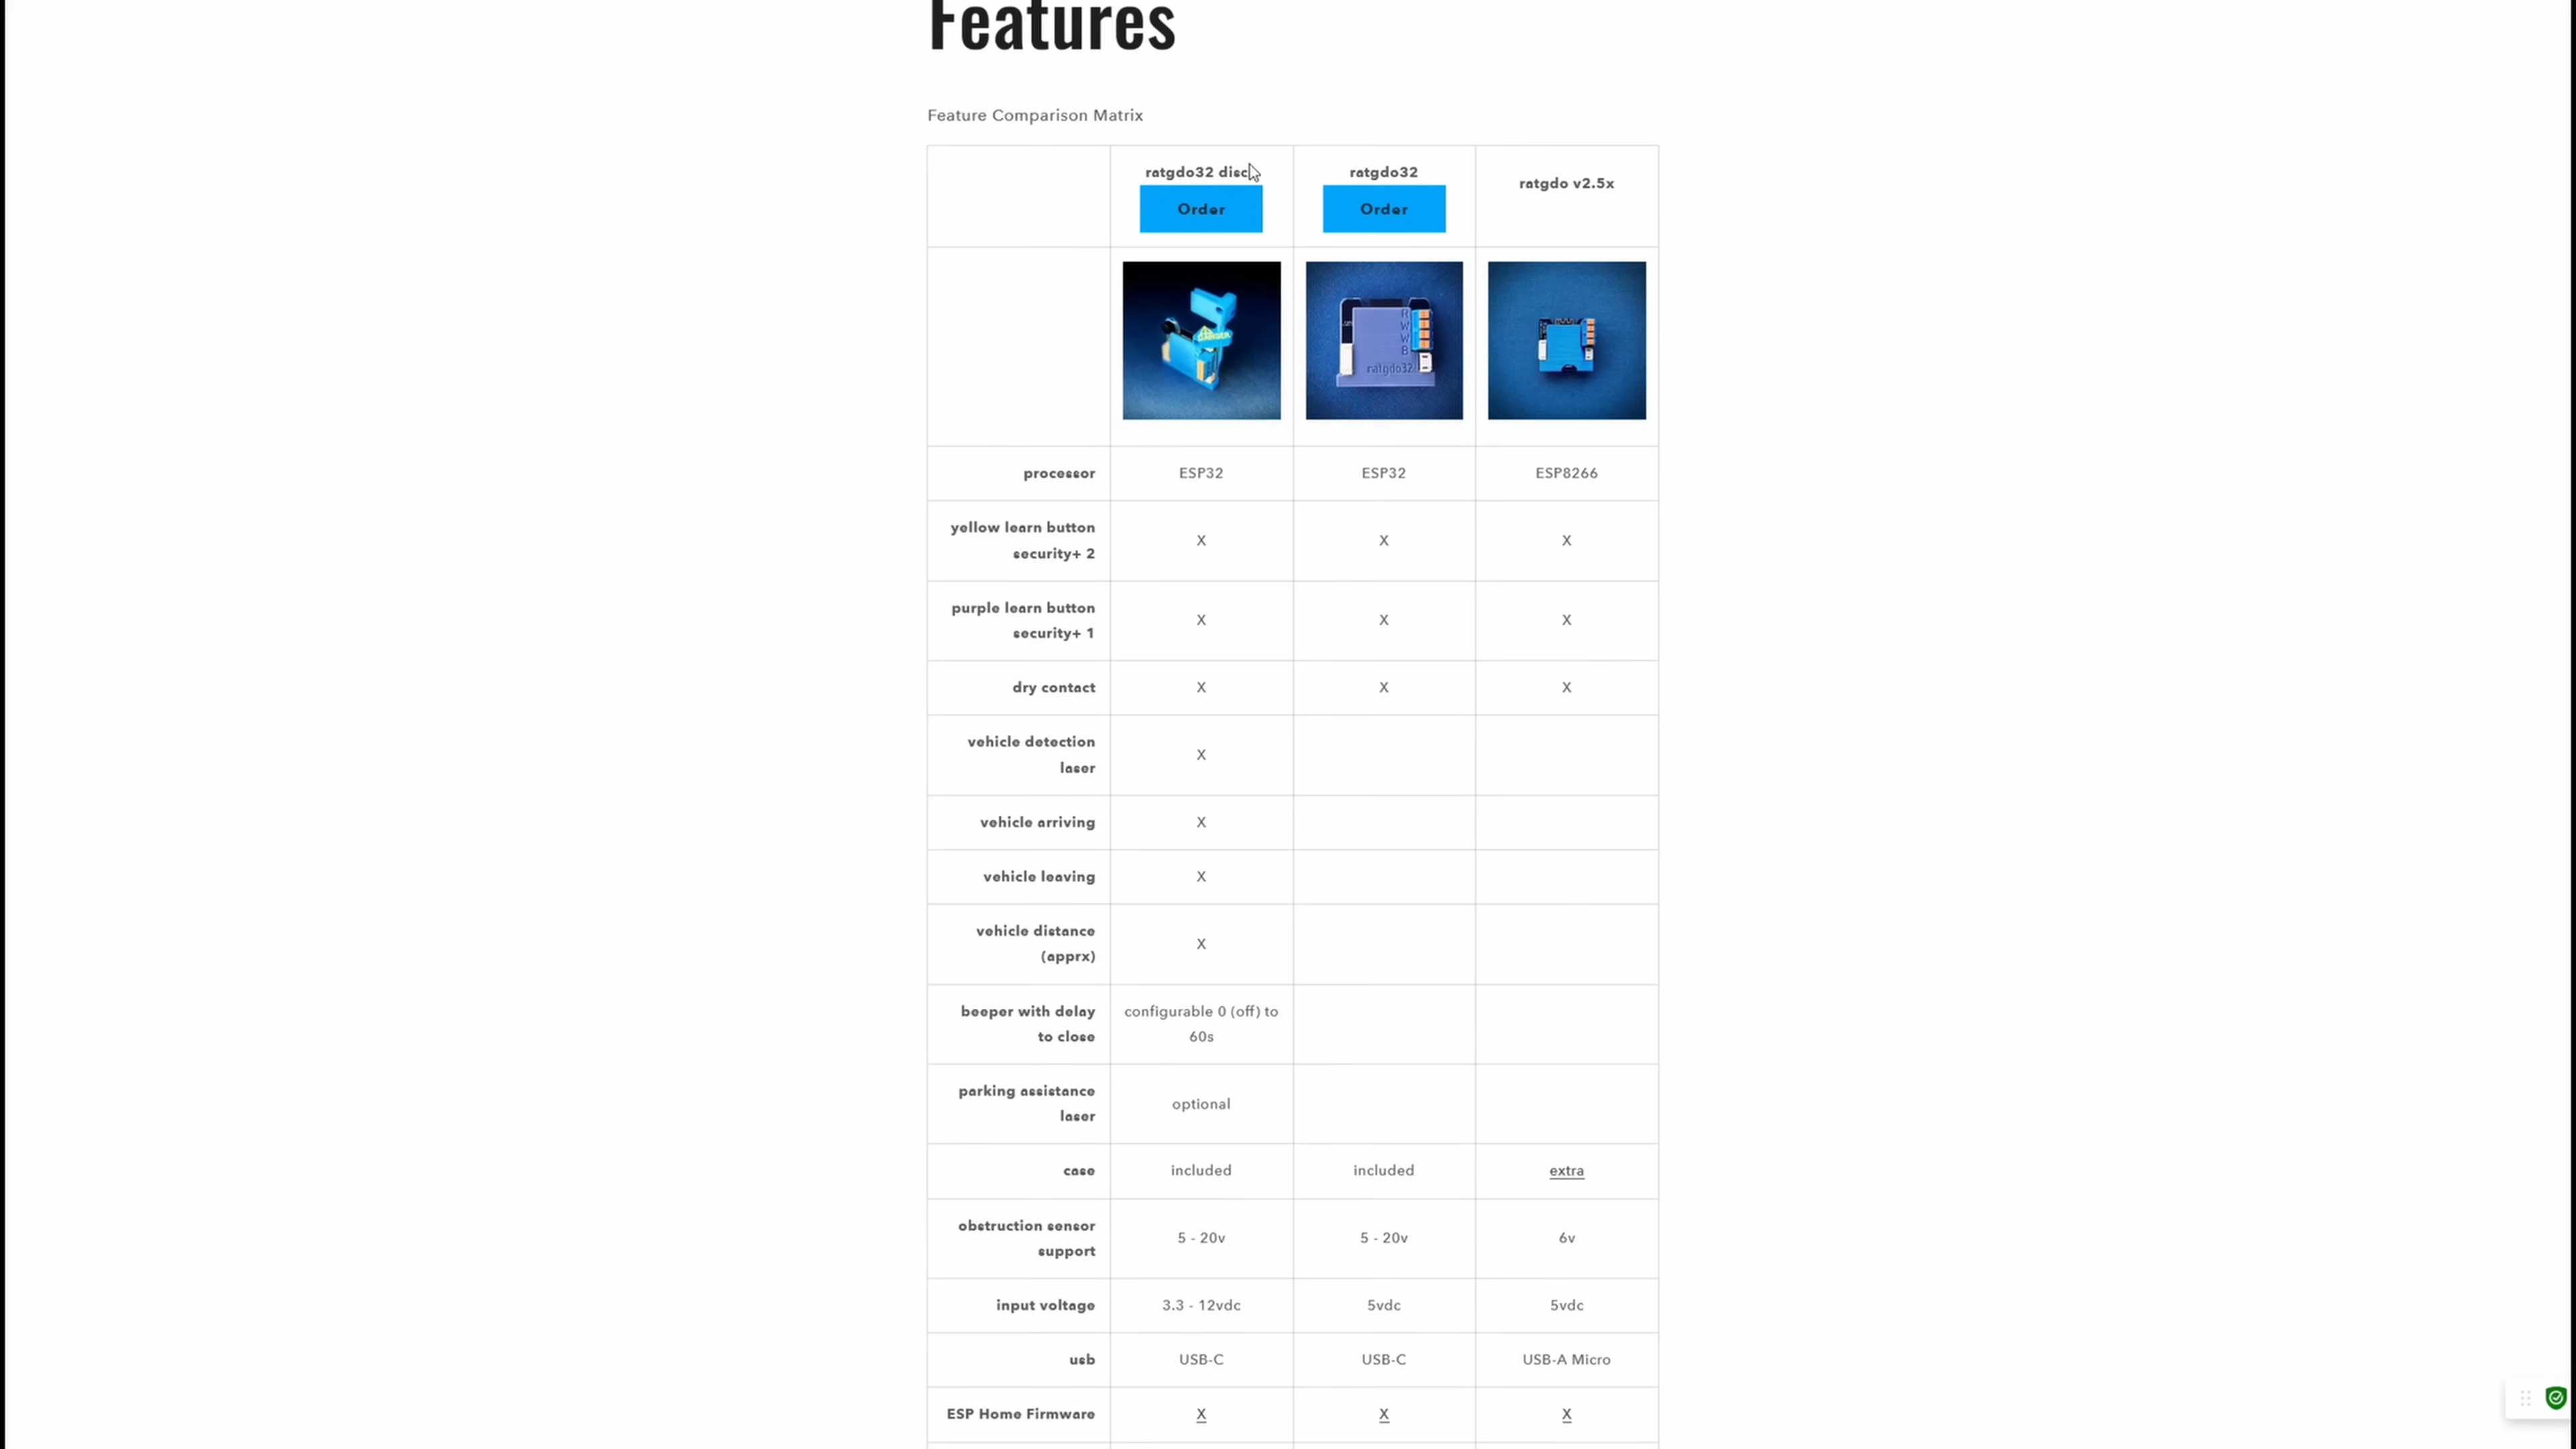 Features
Feature Comparison Matrix
ratgdo32 disc
ratgdo32
ratgdo v2.5x
Order
Order
R
W
W
B
ratgdo32
processor
ESP32
ESP32
ESP8266
yellow learn button
security+ 2
X
X
X
purple learn button
security+ 1
X
X
X
dry contact
X
X
X
vehicle detection
laser
X
vehicle arriving
X
vehicle leaving
X
vehicle distance
(apprx)
X
beeper with delay
to close
configurable 0 (off) to
60s
parking assistance
laser
optional
case
included
included
extra
obstruction sensor
support
5 - 20v
5 - 20v
6v
input voltage
3.3 - 12vdc
5vdc
5vdc
usb
USB-C
USB-C
USB-A Micro
ESP Home Firmware
X
X
X